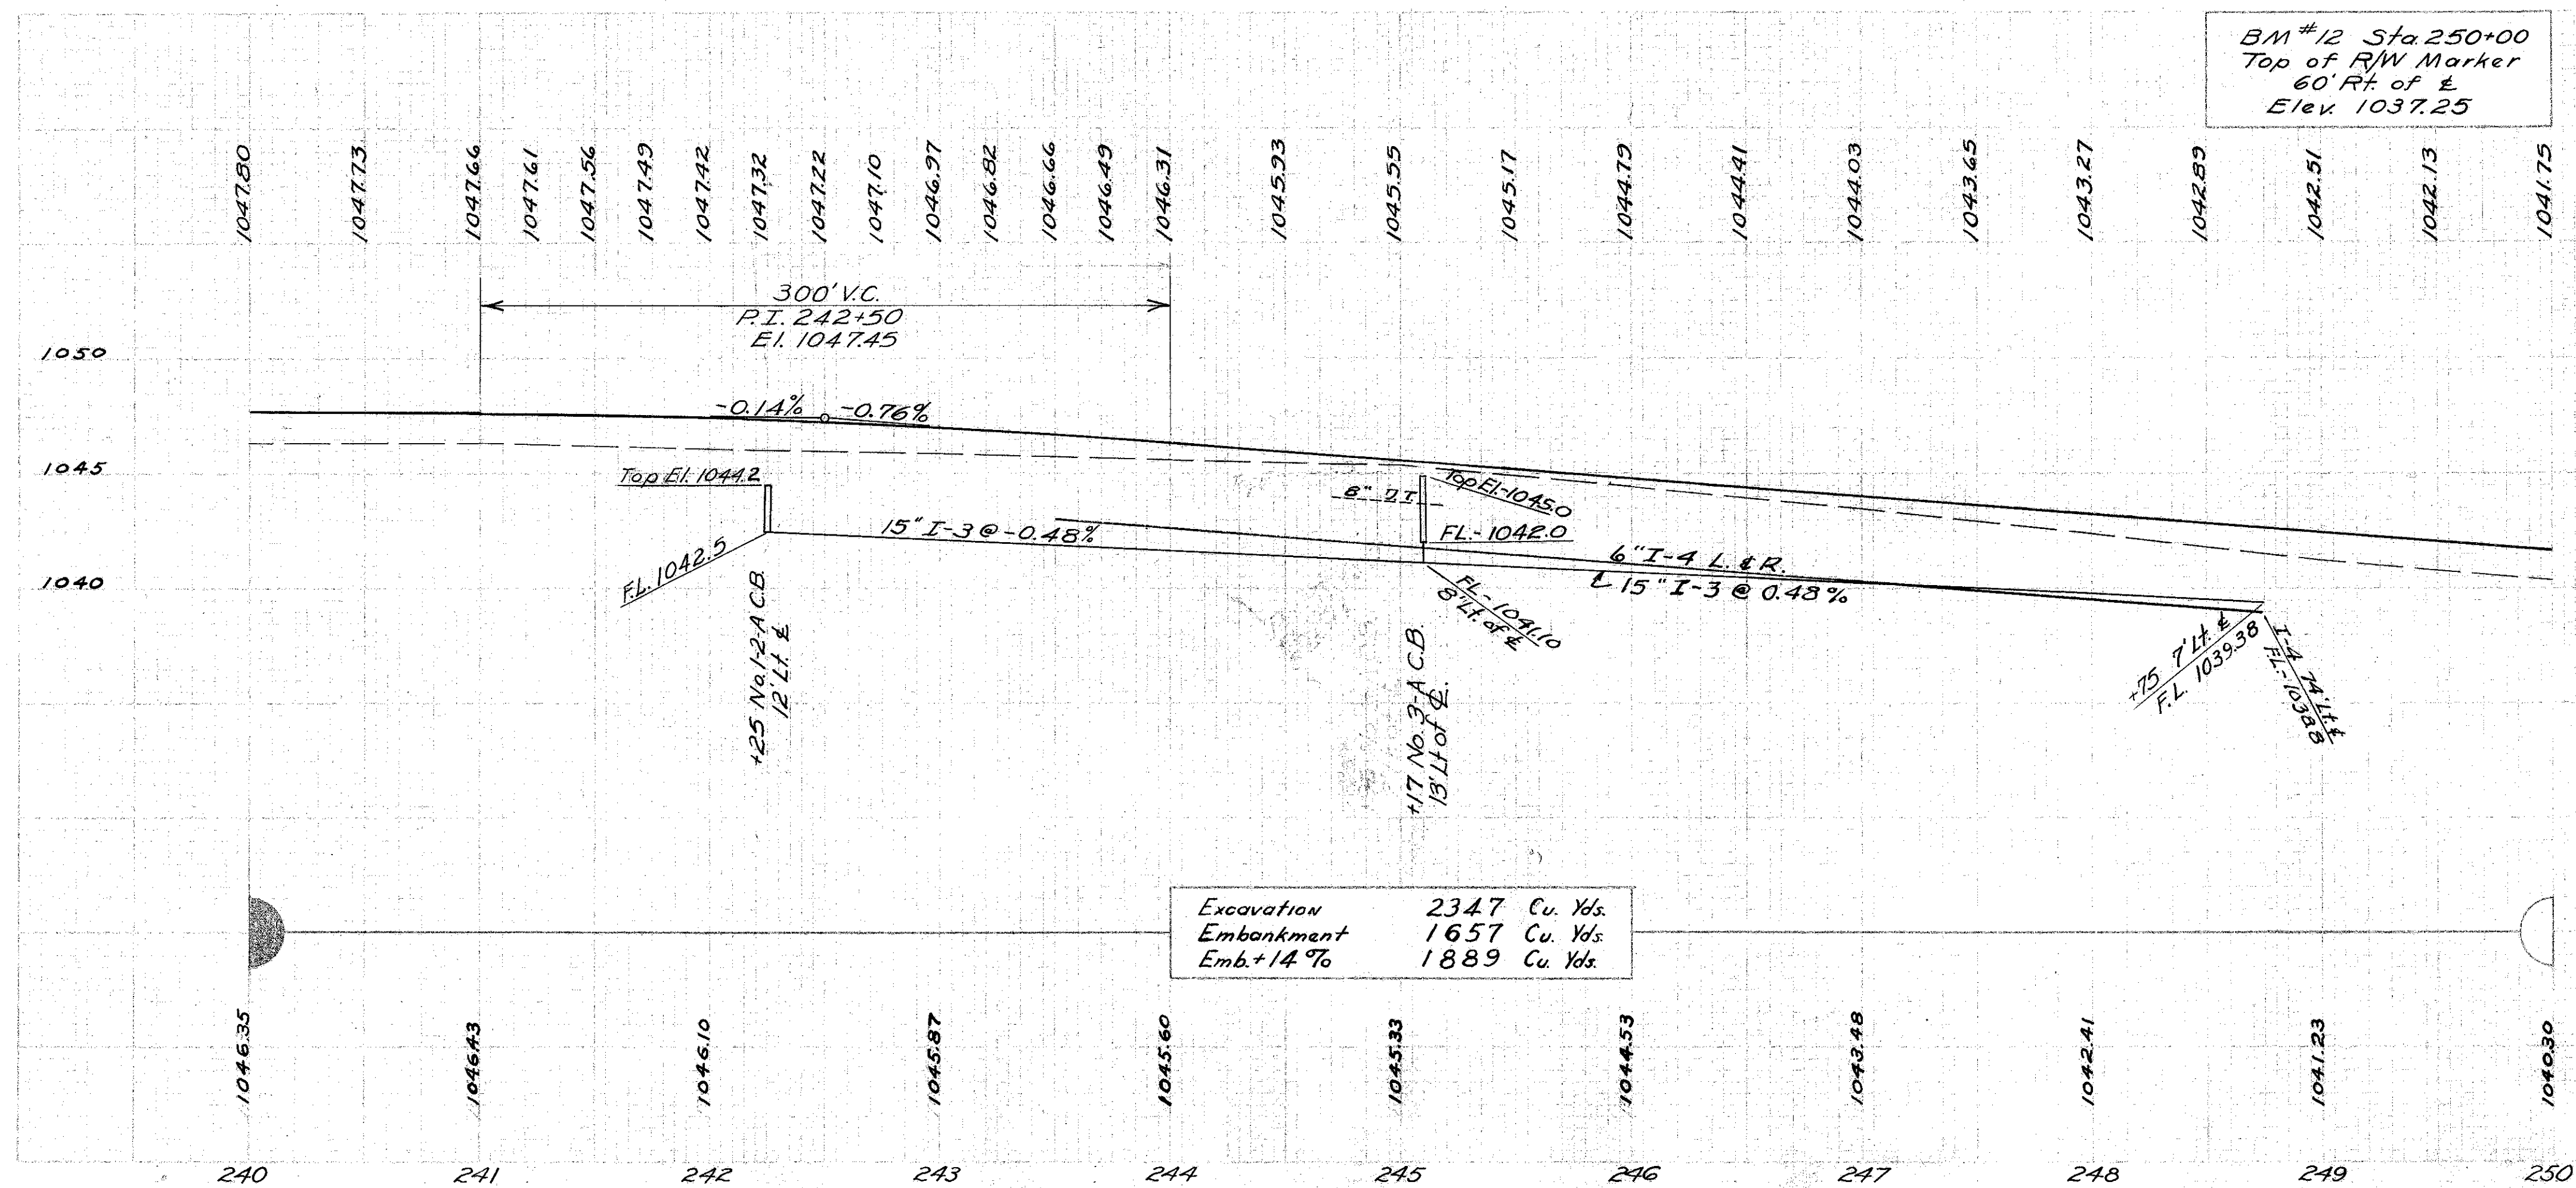 BM #12 Sta. 250+00
Top of R/W Marker
60' Rt. of ℄
Elev. 1037.25
1047.80
1047.73
1047.66
1047.61
1047.56
1047.49
1047.42
1047.32
1047.22
1047.10
1046.97
1046.82
1046.66
1046.49
1046.31
1045.93
1045.55
1045.17
1044.79
1044.41
1044.03
1043.65
1043.27
1042.89
1042.51
1042.13
1041.75
300' V.C.
P.I. 242+50
El. 1047.45
1050
1045
1040
-0.14%
-0.76%
Top El. 1044.2
F.L. 1042.5
15" I-3 @ -0.48%
+25 No. 1-2-A C.B.
12' Lt. ℄
8"
Top El.-1045.0
FL.-1042.0
FL-1041.10
8' Lt. of ℄
+17 No. 3-A C.B.
13' Lt of ℄.
6" I-4 L. & R.
15" I-3 @ 0.48%
+75 7' Lt. ℄
F.L. 1039.38
I-4 74' Lt. ℄
FL-1038.8
Excavation 2347 Cu. Yds.
Embankment 1657 Cu. Yds.
Emb.+14% 1889 Cu. Yds.
1046.35
1046.43
1046.10
1045.87
1045.60
1045.33
1044.53
1043.48
1042.41
1041.23
1040.30
240 241 242 243 244 245 246 247 248 249 250